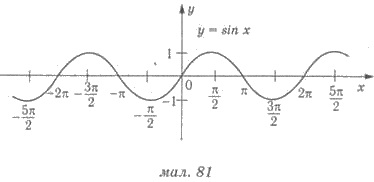 y
y = sin x
1
-2π -3π/2 -π 0 π/2 π 2π 5π/2 x
-5π/2 -π/2 -1 3π/2
мал. 81